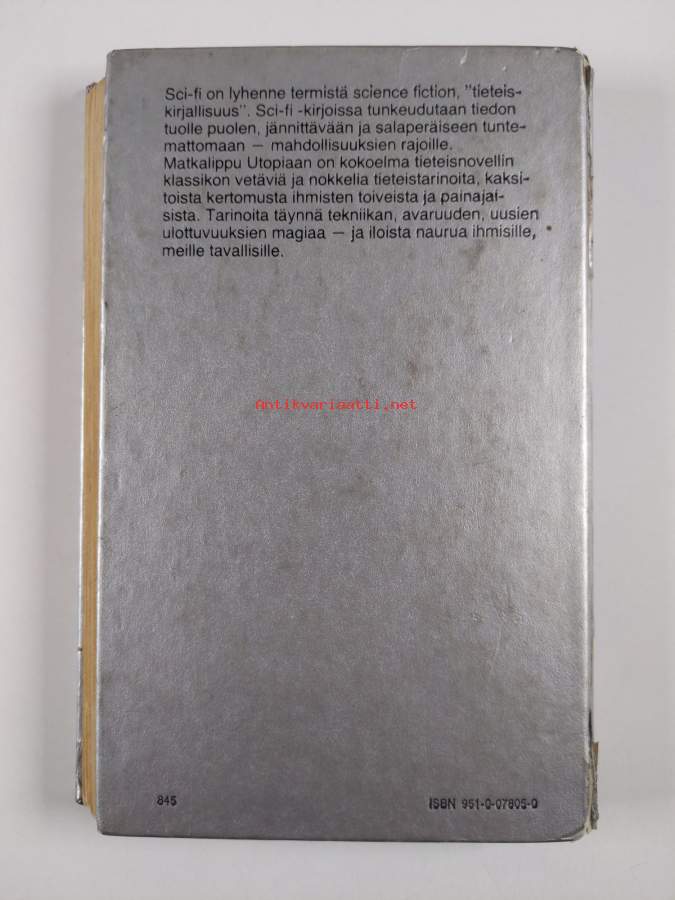 Sci-fi on lyhenne termistä science fiction, "tieteis-
kirjallisuus". Sci-fi -kirjoissa tunkeudutaan tiedon
tuolle puolen, jännittävään ja salaperäiseen tunte-
mattomaan — mahdollisuuksien rajoille.
Matkalippu Utopiaan on kokoelma tieteisnovellin
klassikon vetäviä ja nokkelia tieteistarinoita, kaksi-
toista kertomusta ihmisten toiveista ja painajai-
sista. Tarinoita täynnä tekniikan, avaruuden, uusien
ulottuvuuksien magiaa — ja iloista naurua ihmisille,
meille tavallisille.
Antikvariaatti.net
845
ISBN 951-0-07805-0